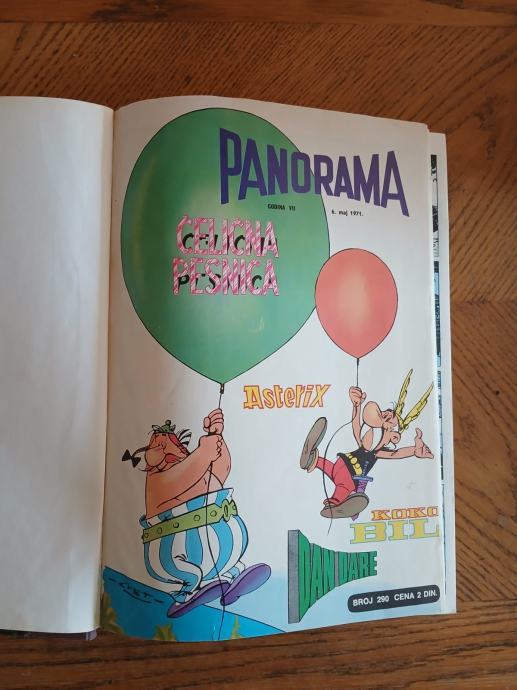 PANORAMA
GODINA VII 6. maj 1971.
ČELIČNA
PESNICA
Asterix
KOKO
BIL
DAN DARE
BROJ 290 CENA 2 DIN.